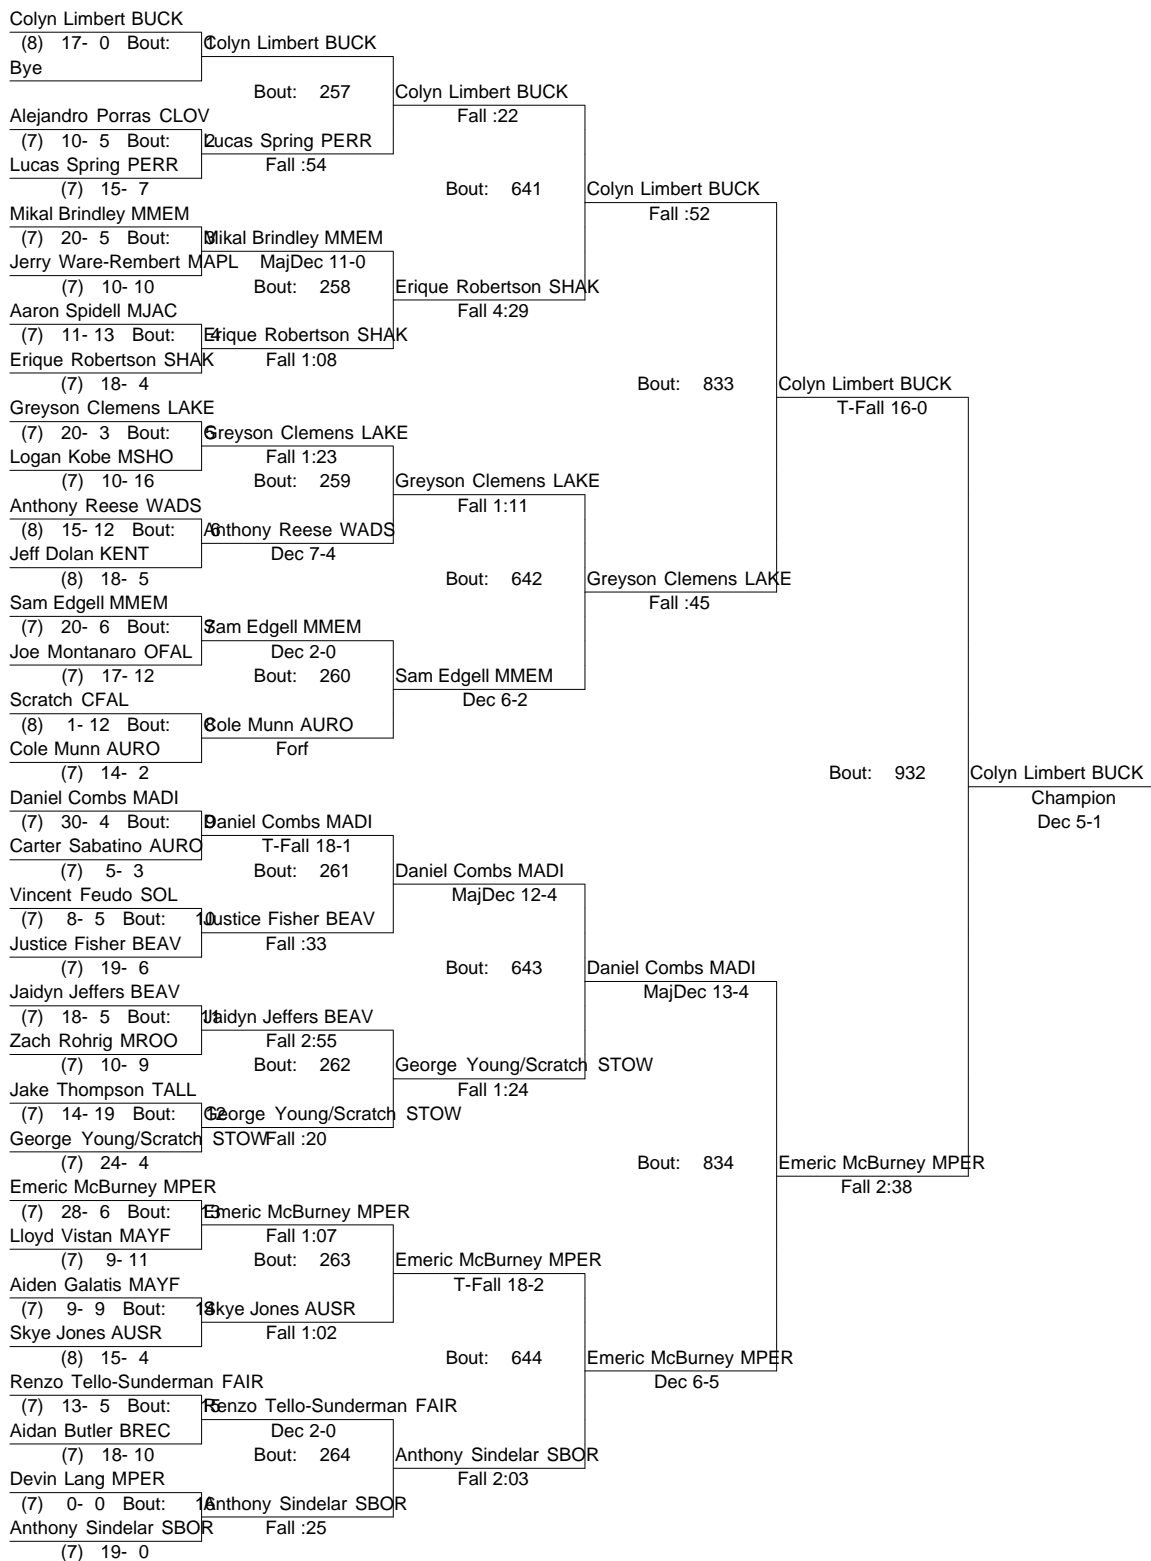 Colyn Limbert BUCK
(8) 17- 0 Bout: 1 Colyn Limbert BUCK
Bye
Bout: 257 Colyn Limbert BUCK
Alejandro Porras CLOV Fall :22
(7) 10- 5 Bout: 2 Lucas Spring PERR
Lucas Spring PERR Fall :54
(7) 15- 7 Bout: 641 Colyn Limbert BUCK
Mikal Brindley MMEM Fall :52
(7) 20- 5 Bout: 3 Mikal Brindley MMEM
Jerry Ware-Rembert MAPL MajDec 11-0
(7) 10- 10 Bout: 258 Erique Robertson SHAK
Aaron Spidell MJAC Fall 4:29
(7) 11- 13 Bout: 4 Erique Robertson SHAK
Erique Robertson SHAK Fall 1:08
(7) 18- 4 Bout: 833 Colyn Limbert BUCK
Greyson Clemens LAKE T-Fall 16-0
(7) 20- 3 Bout: 5 Greyson Clemens LAKE
Logan Kobe MSHO Fall 1:23
(7) 10- 16 Bout: 259 Greyson Clemens LAKE
Anthony Reese WADS Fall 1:11
(8) 15- 12 Bout: 6 Anthony Reese WADS
Jeff Dolan KENT Dec 7-4
(8) 18- 5 Bout: 642 Greyson Clemens LAKE
Sam Edgell MMEM Fall :45
(7) 20- 6 Bout: 7 Sam Edgell MMEM
Joe Montanaro OFAL Dec 2-0
(7) 17- 12 Bout: 260 Sam Edgell MMEM
Scratch CFAL Dec 6-2
(8) 1- 12 Bout: 8 Cole Munn AURO
Cole Munn AURO Forf
(7) 14- 2 Bout: 932 Colyn Limbert BUCK
Daniel Combs MADI Champion
(7) 30- 4 Bout: 9 Daniel Combs MADI Dec 5-1
Carter Sabatino AURO T-Fall 18-1
(7) 5- 3 Bout: 261 Daniel Combs MADI
Vincent Feudo SOL MajDec 12-4
(7) 8- 5 Bout: 10 Justice Fisher BEAV
Justice Fisher BEAV Fall :33
(7) 19- 6 Bout: 643 Daniel Combs MADI
Jaidyn Jeffers BEAV MajDec 13-4
(7) 18- 5 Bout: 11 Jaidyn Jeffers BEAV
Zach Rohrig MROO Fall 2:55
(7) 10- 9 Bout: 262 George Young/Scratch STOW
Jake Thompson TALL Fall 1:24
(7) 14- 19 Bout: 12 George Young/Scratch STOW
George Young/Scratch STOW Fall :20
(7) 24- 4 Bout: 834 Emeric McBurney MPER
Emeric McBurney MPER Fall 2:38
(7) 28- 6 Bout: 13 Emeric McBurney MPER
Lloyd Vistan MAYF Fall 1:07
(7) 9- 11 Bout: 263 Emeric McBurney MPER
Aiden Galatis MAYF T-Fall 18-2
(7) 9- 9 Bout: 14 Skye Jones AUSR
Skye Jones AUSR Fall 1:02
(8) 15- 4 Bout: 644 Emeric McBurney MPER
Renzo Tello-Sunderman FAIR Dec 6-5
(7) 13- 5 Bout: 15 Renzo Tello-Sunderman FAIR
Aidan Butler BREC Dec 2-0
(7) 18- 10 Bout: 264 Anthony Sindelar SBOR
Devin Lang MPER Fall 2:03
(7) 0- 0 Bout: 16 Anthony Sindelar SBOR
Anthony Sindelar SBOR Fall :25
(7) 19- 0